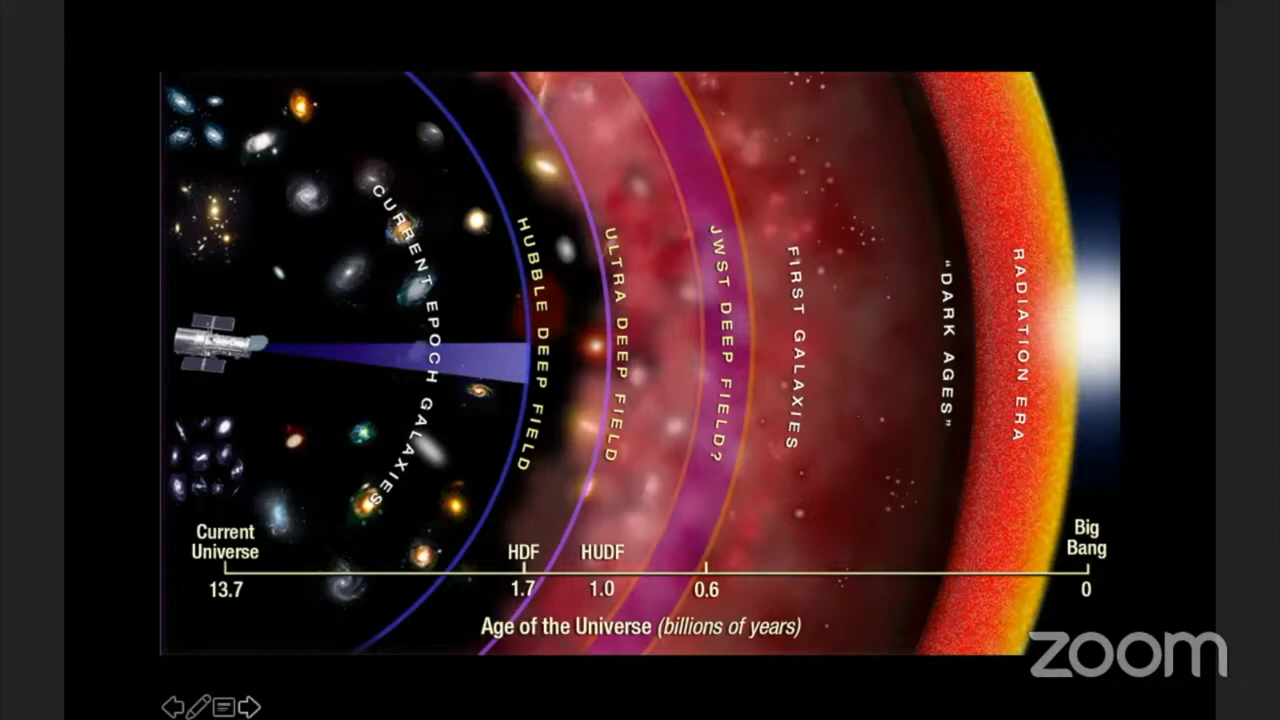 CURRENT EPOCH GALAXIES
HUBBLE DEEP FIELD
ULTRA DEEP FIELD
JWST DEEP FIELD?
FIRST GALAXIES
"DARK AGES"
RADIATION ERA
Current
Universe
HDF
HUDF
Big
Bang
13.7
1.7
1.0
0.6
0
Age of the Universe (billions of years)
zoom